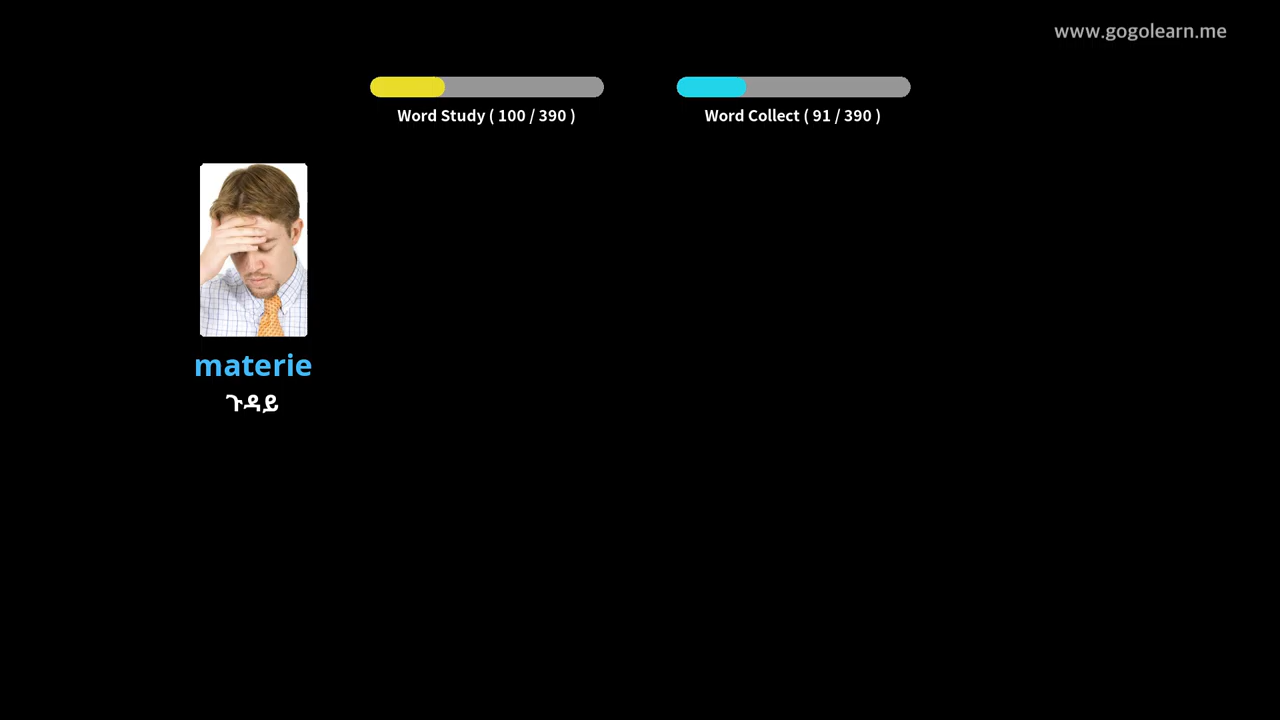 www.gogolearn.me
Word Study ( 100 / 390 )
Word Collect ( 91 / 390 )
materie
ጉዳይ